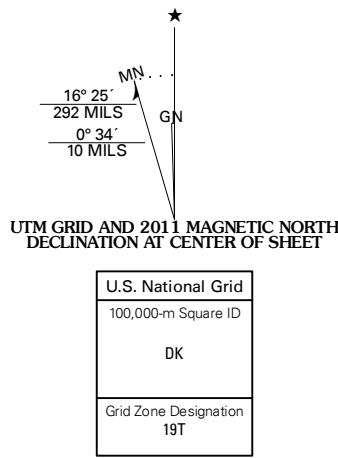 ★
MN
GN
16° 25´
292 MILS
0° 34´
10 MILS
UTM GRID AND 2011 MAGNETIC NORTH
DECLINATION AT CENTER OF SHEET
U.S. National Grid
100,000-m Square ID
DK
Grid Zone Designation
19T